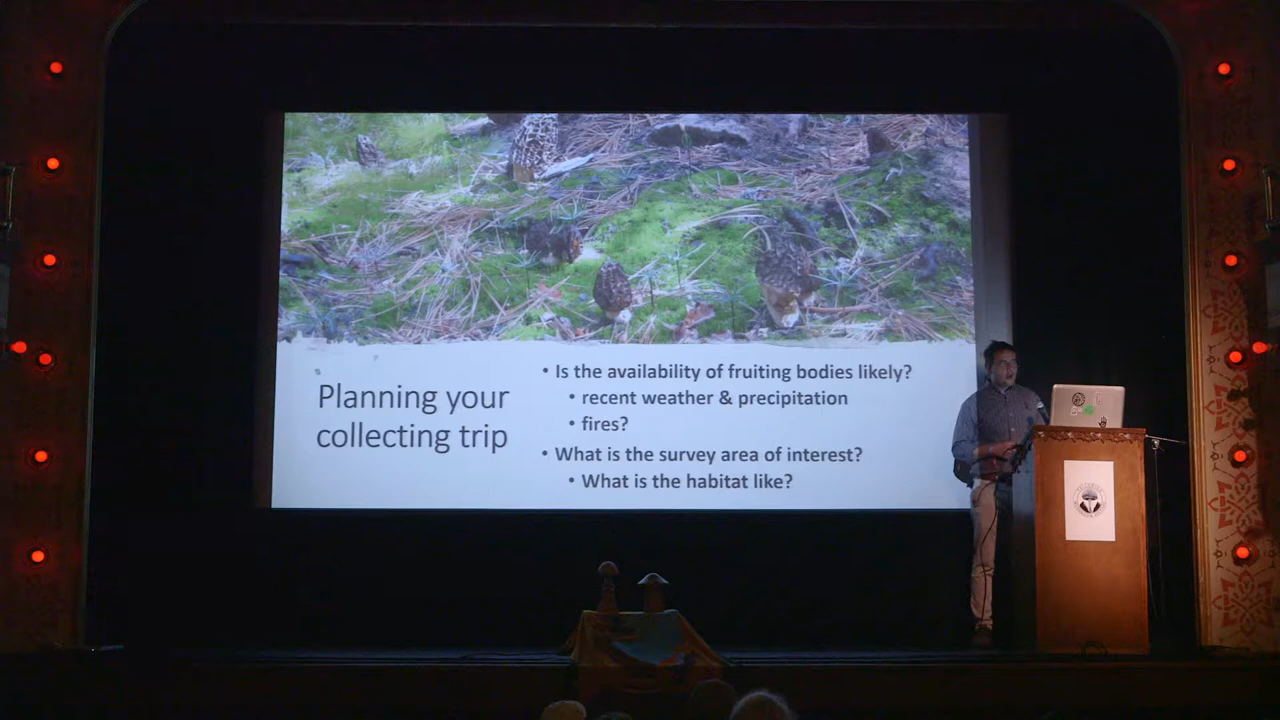 Planning your
collecting trip
• Is the availability of fruiting bodies likely?
• recent weather & precipitation
• fires?
• What is the survey area of interest?
• What is the habitat like?